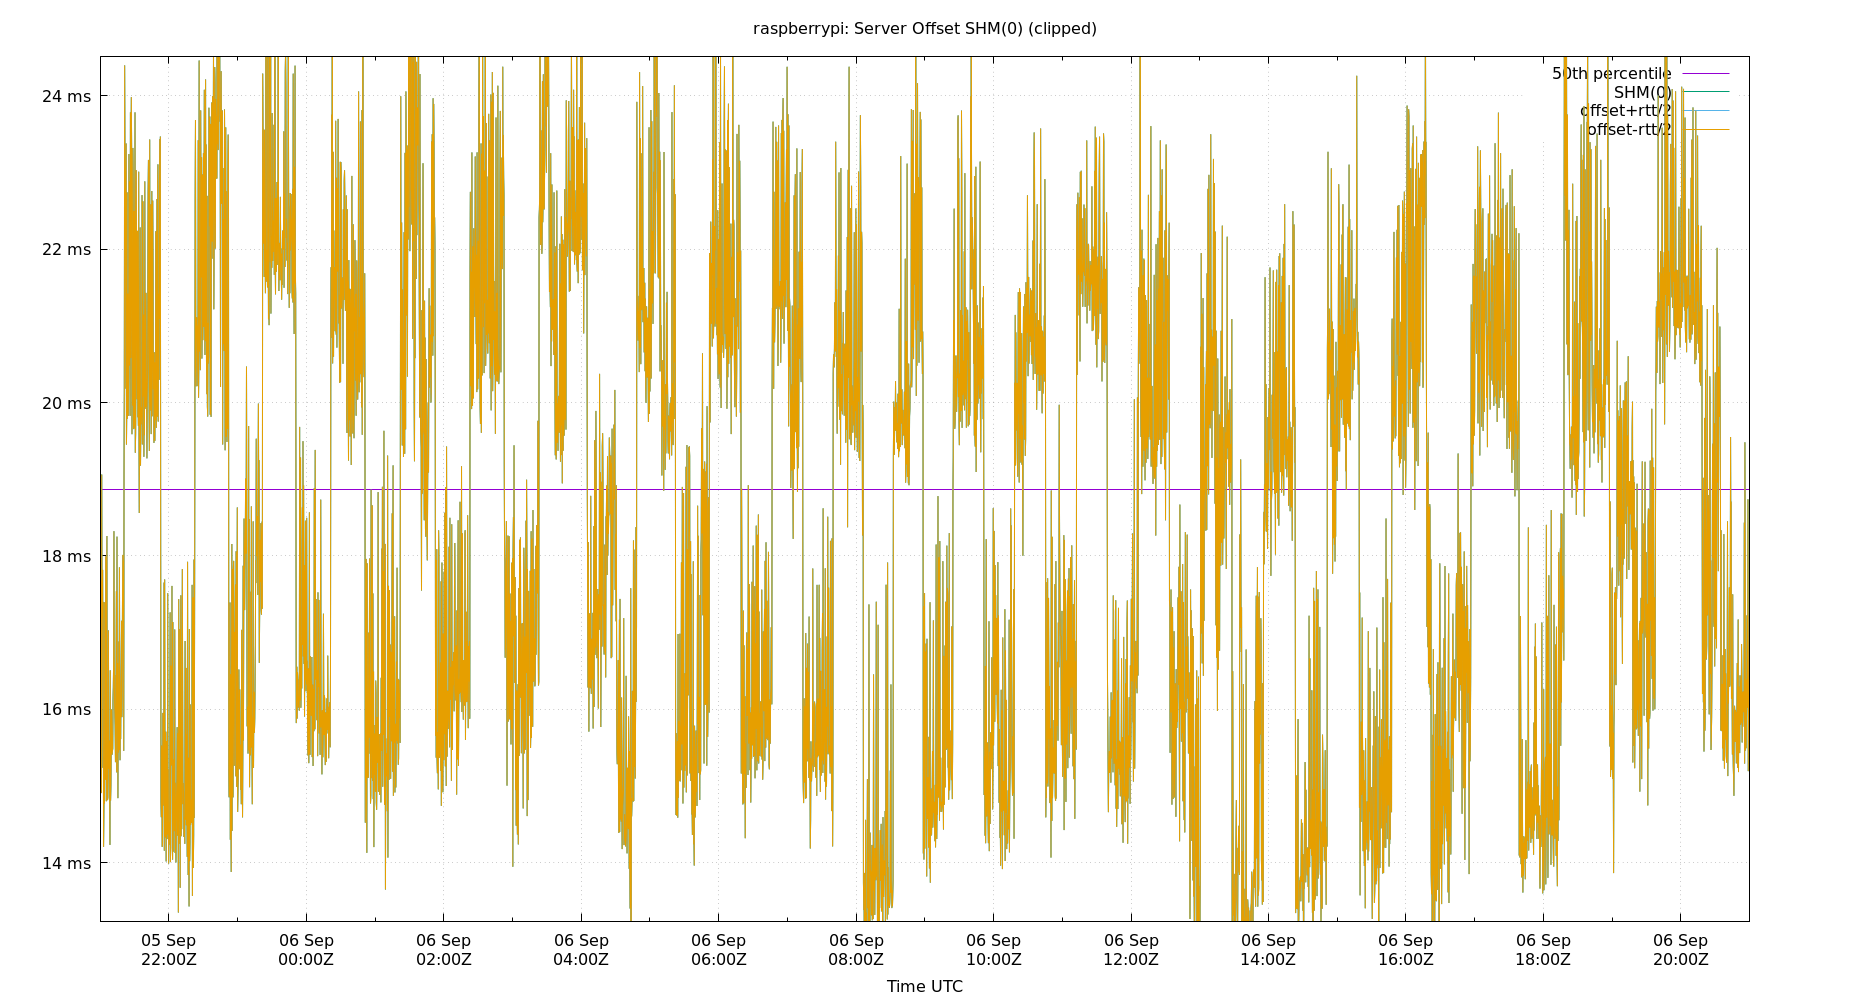 raspberrypi: Server Offset SHM(0) (clipped)
50th percentile
SHM(0)
offset+rtt/2
offset-rtt/2
24 ms
22 ms
20 ms
18 ms
16 ms
14 ms
05 Sep 06 Sep 06 Sep 06 Sep 06 Sep 06 Sep 06 Sep 06 Sep 06 Sep 06 Sep 06 Sep 06 Sep
22:00Z 00:00Z 02:00Z 04:00Z 06:00Z 08:00Z 10:00Z 12:00Z 14:00Z 16:00Z 18:00Z 20:00Z
Time UTC